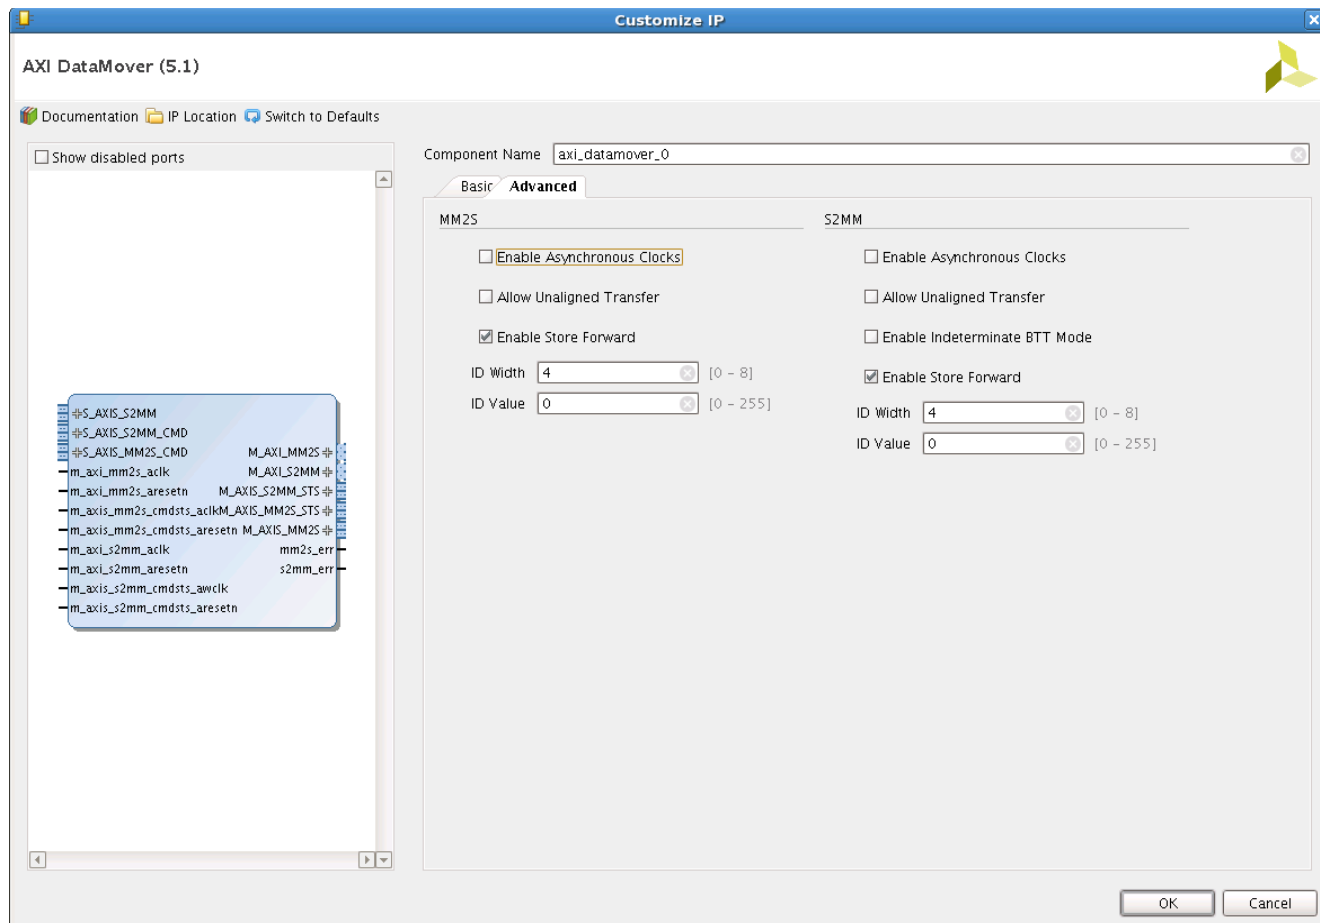 Customize IP
AXI DataMover (5.1)
Documentation IP Location Switch to Defaults
Show disabled ports
S_AXIS_S2MM
S_AXIS_S2MM_CMD
S_AXIS_MM2S_CMD M_AXI_MM2S
m_axi_mm2s_aclk M_AXI_S2MM
m_axi_mm2s_aresetn M_AXIS_S2MM_STS
m_axis_mm2s_cmdsts_aclk M_AXIS_MM2S_STS
m_axis_mm2s_cmdsts_aresetn M_AXIS_MM2S
m_axi_s2mm_aclk mm2s_err
m_axi_s2mm_aresetn s2mm_err
m_axis_s2mm_cmdsts_awclk
m_axis_s2mm_cmdsts_aresetn
Component Name axi_datamover_0
Basic Advanced
MM2S
Enable Asynchronous Clocks
Allow Unaligned Transfer
Enable Store Forward
ID Width 4 [0 - 8]
ID Value 0 [0 - 255]
S2MM
Enable Asynchronous Clocks
Allow Unaligned Transfer
Enable Indeterminate BTT Mode
Enable Store Forward
ID Width 4 [0 - 8]
ID Value 0 [0 - 255]
OK Cancel